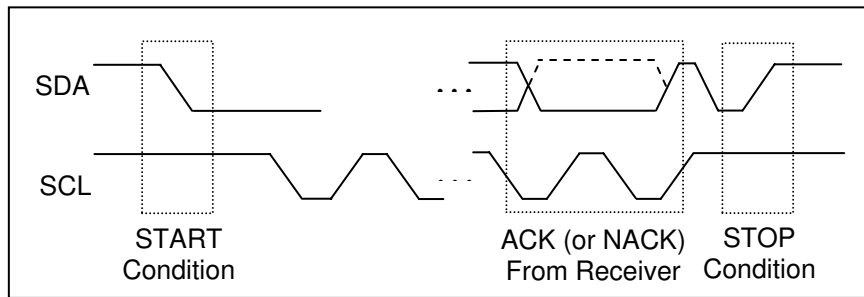 SDA
. . .
SCL
. . .
START
Condition
ACK (or NACK)
From Receiver
STOP
Condition